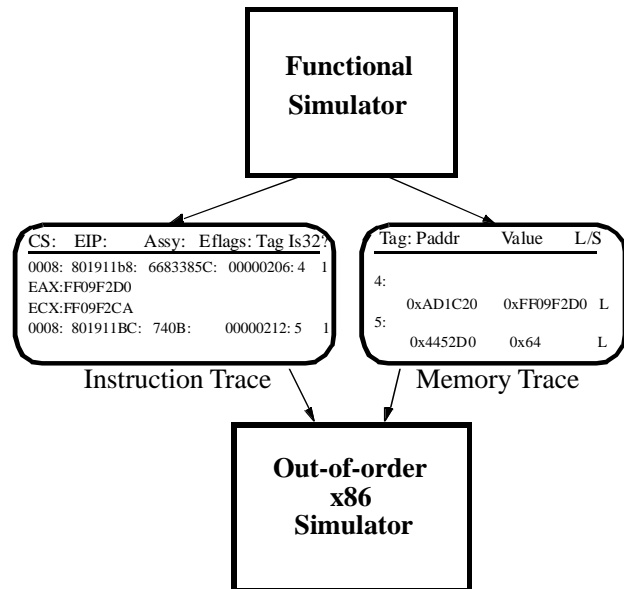 Functional
Simulator
CS: EIP: Assy: Eflags: Tag Is32?
0008: 801911b8: 6683385C: 00000206: 4 1
EAX:FF09F2D0
ECX:FF09F2CA
0008: 801911BC: 740B: 00000212: 5 1
Instruction Trace
Tag: Paddr Value L/S
4:
0xAD1C20 0xFF09F2D0 L
5:
0x4452D0 0x64 L
Memory Trace
Out-of-order
x86
Simulator